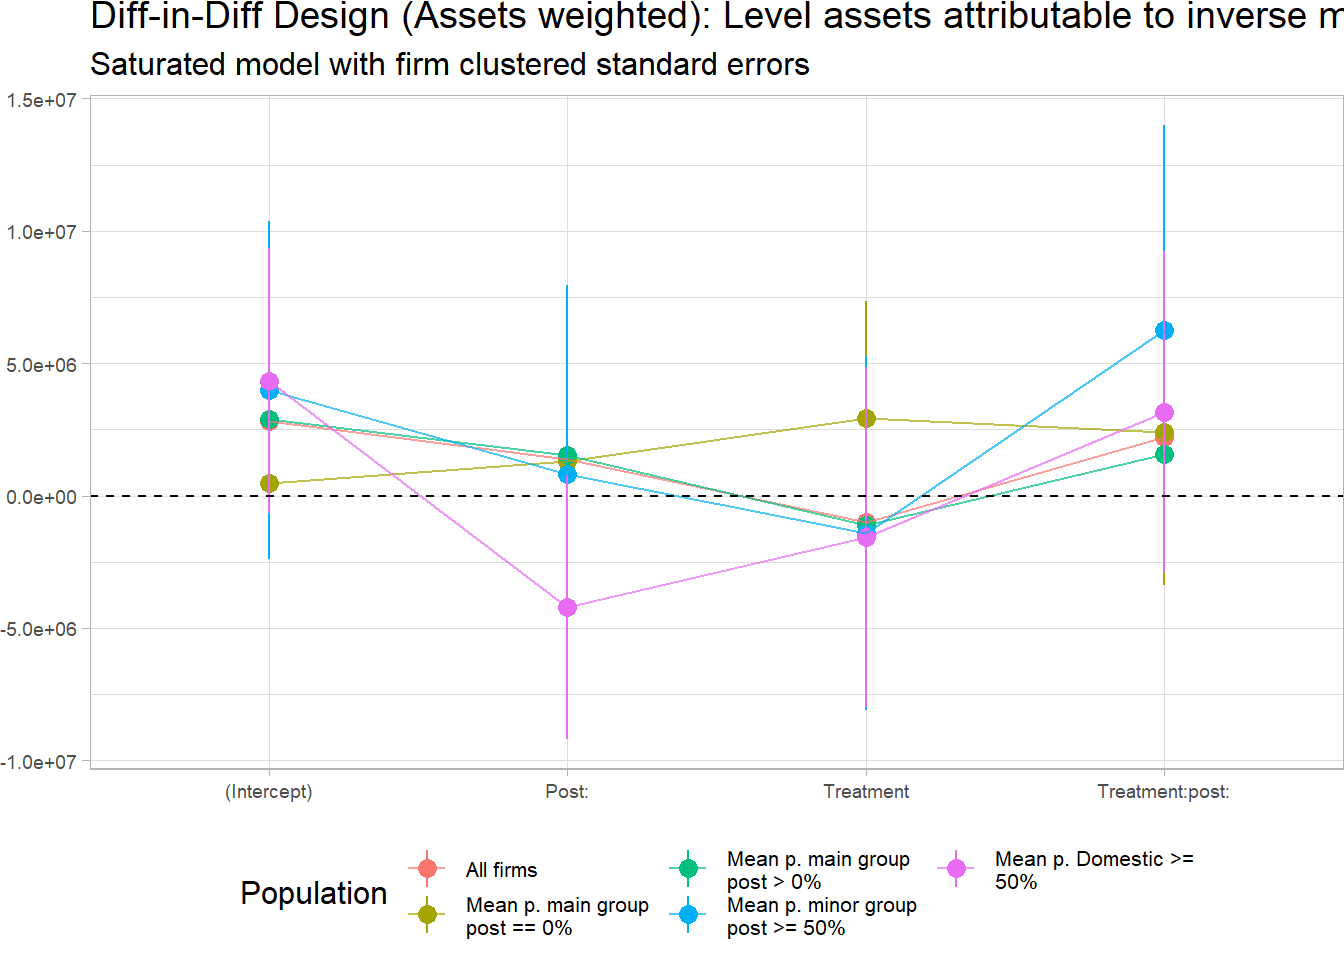 Diff-in-Diff Design (Assets weighted): Level assets attributable to inverse m
Saturated model with firm clustered standard errors
1.5e+07
1.0e+07
5.0e+06
0.0e+00
-5.0e+06
-1.0e+07
(Intercept)
Post:
Treatment
Treatment:post:
Population
All firms
Mean p. main group
post == 0%
Mean p. main group
post > 0%
Mean p. minor group
post >= 50%
Mean p. Domestic >=
50%